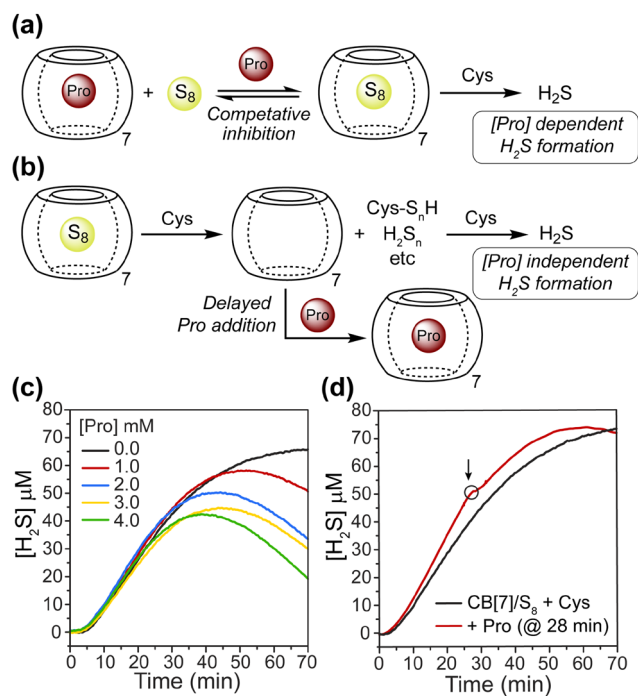 (a)
Pro + S8 Pro S8 Cys H2S
7 Competative 7
inhibition
[Pro] dependent
H2S formation
(b)
S8 Cys + Cys-SnH Cys H2S
7 7 H2Sn
etc
[Pro] independent
H2S formation
Delayed
Pro addition Pro
Pro
7
(c)
[H2S] μM
80
70
60
50
40
30
20
10
0
[Pro] mM
0.0
1.0
2.0
3.0
4.0
0 10 20 30 40 50 60 70
Time (min)
(d)
[H2S] μM
80
70
60
50
40
30
20
10
0
CB[7]/S8 + Cys
+ Pro (@ 28 min)
0 10 20 30 40 50 60 70
Time (min)